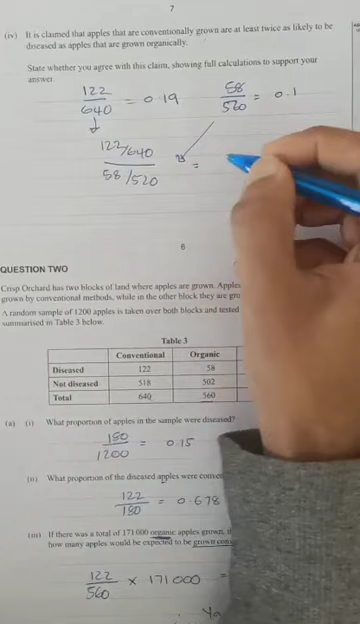 7
(iv) It is claimed that apples that are conventionally grown are at least twice as likely to be
diseased as apples that are grown organically.
State whether you agree with this claim, showing full calculations to support your
answer
122/640 = 0.19
58/560 = 0.1
122/640
58/520
=
6
QUESTION TWO
Crisp Orchard has two blocks of land where apples are grown. Apples
grown by conventional methods, while in the other block they are
A random sample of 1200 apples is taken over both blocks and tested
summarised in Table 3 below.
Table 3
Conventional Organic
Diseased 122 58
Not diseased 518 502
Total 640 560
(a) (i) What proportion of apples in the sample were diseased?
180/1200 = 0.15
(ii) What proportion of the diseased apples were
122/180 = 0.678
(iii) If there was a total of 171000 organic apples grown,
how many apples would be expected to be grown
122/560 × 171000 =